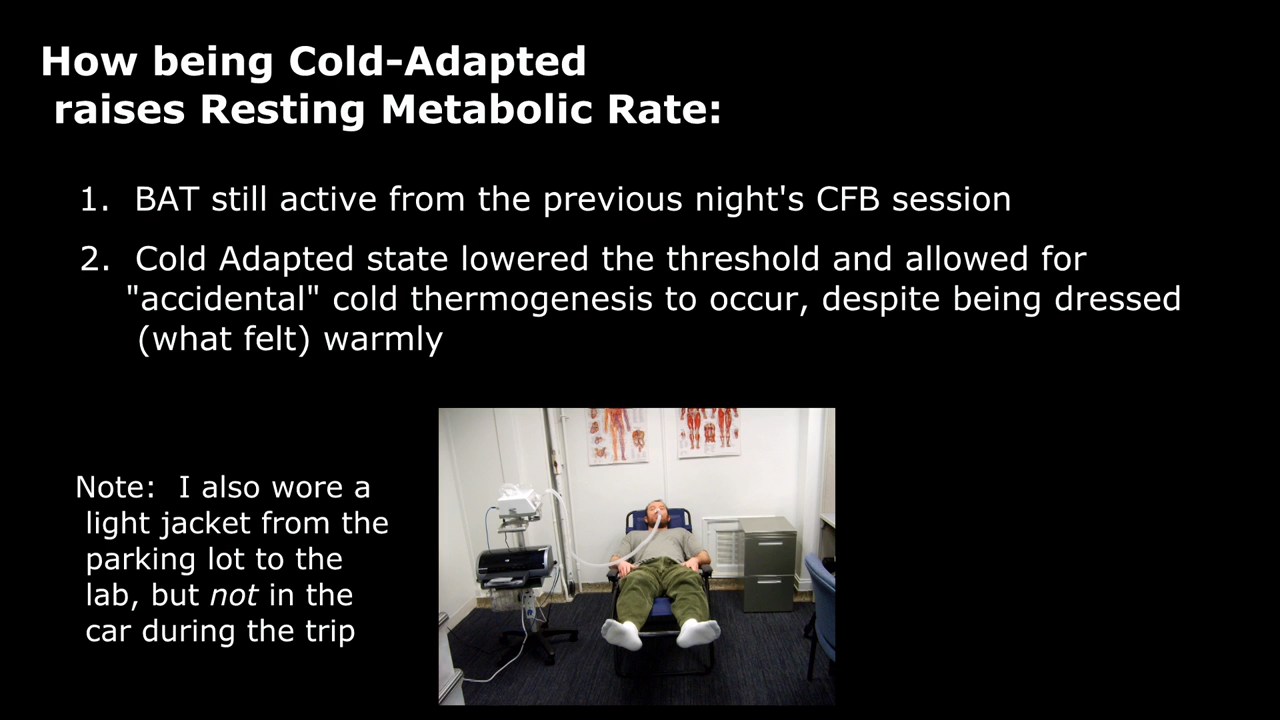 How being Cold-Adapted
raises Resting Metabolic Rate:
1. BAT still active from the previous night's CFB session
2. Cold Adapted state lowered the threshold and allowed for
"accidental" cold thermogenesis to occur, despite being dressed
(what felt) warmly
Note: I also wore a
light jacket from the
parking lot to the
lab, but not in the
car during the trip